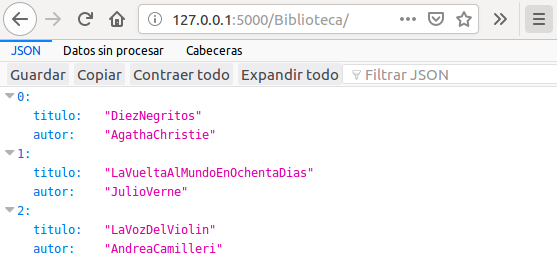 127.0.0.1:5000/Biblioteca/
JSON Datos sin procesar Cabeceras
Guardar Copiar Contraer todo Expandir todo Filtrar JSON
0:
titulo: "DiezNegritos"
autor: "AgathaChristie"
1:
titulo: "LaVueltaAlMundoEnOchentaDias"
autor: "JulioVerne"
2:
titulo: "LaVozDelViolin"
autor: "AndreaCamilleri"